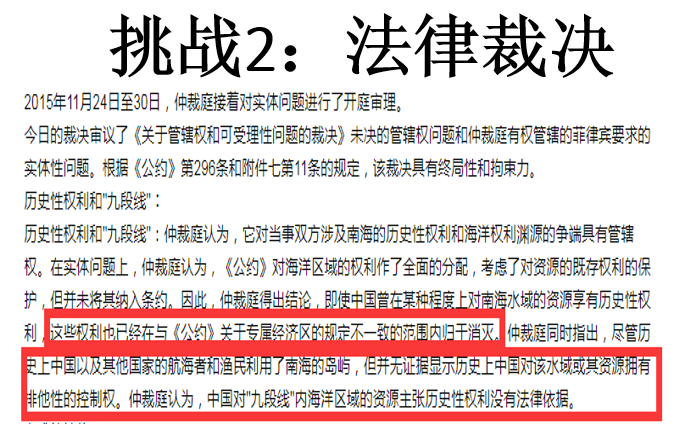 挑战2：法律裁决
2015年11月24日至30日，仲裁庭接着对实体问题进行了开庭审理。
今日的裁决审议了《关于管辖权和可受理性问题的裁决》未决的管辖权问题和仲裁庭有权管辖的菲律宾要求的
实体性问题。根据《公约》第296条和附件七第11条的规定，该裁决具有终局性和拘束力。
历史性权利和"九段线"：
历史性权利和"九段线"：仲裁庭认为，它对当事双方涉及南海的历史性权利和海洋权利渊源的争端具有管辖
权。在实体问题上，仲裁庭认为，《公约》对海洋区域的权利作了全面的分配，考虑了对资源的既存权利的保
护，但并未将其纳入条约。因此，仲裁庭得出结论，即使中国曾在某种程度上对南海水域的资源享有历史性权
利，这些权利也已经在与《公约》关于专属经济区的规定不一致的范围内归于消灭。仲裁庭同时指出，尽管历
史上中国以及其他国家的航海者和渔民利用了南海的岛屿，但并无证据显示历史上中国对该水域或其资源拥有
排他性的控制权。仲裁庭认为，中国对"九段线"内海洋区域的资源主张历史性权利没有法律依据。